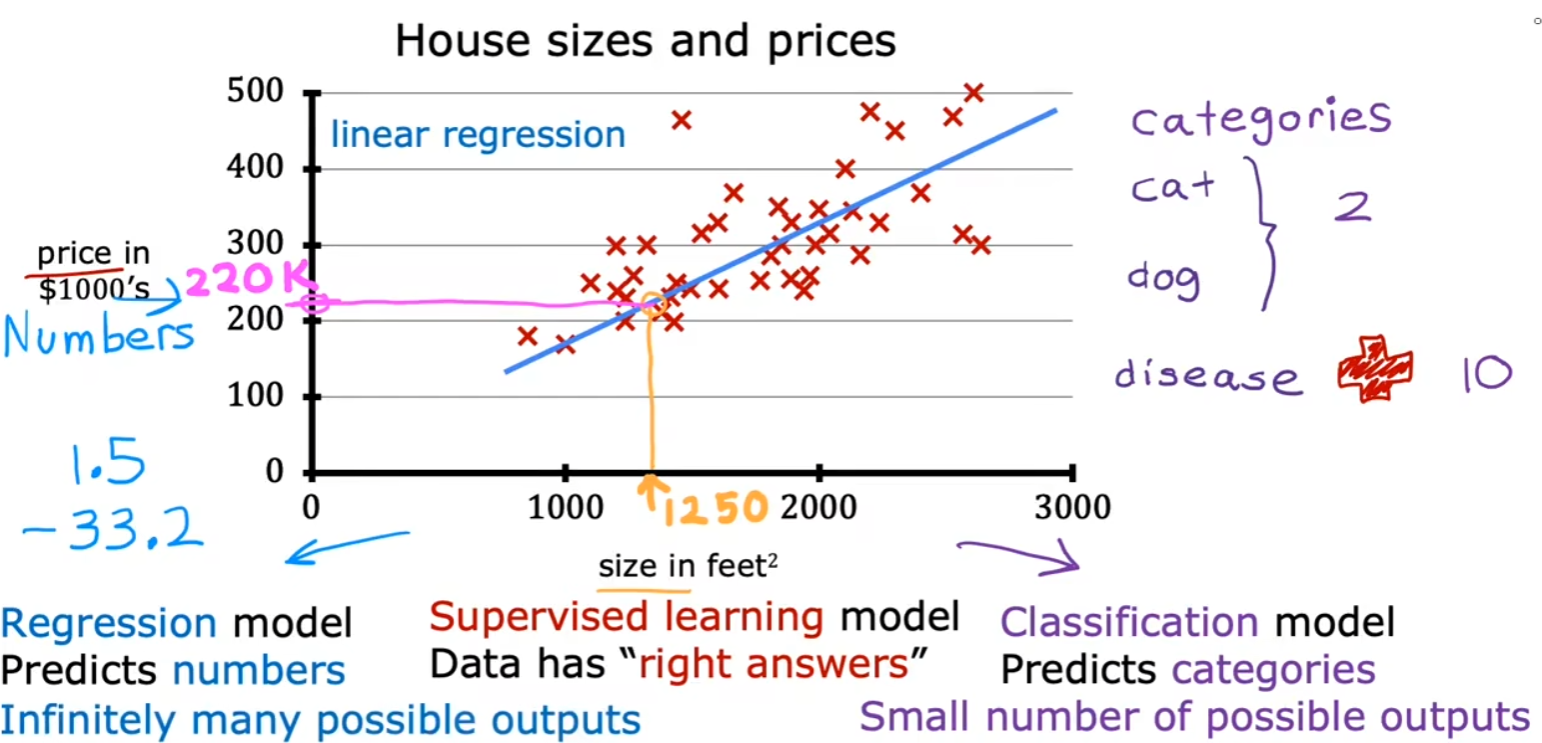 House sizes and prices
500
linear regression
400
300
200
100
0
price in
$1000's
220K
Numbers
1.5
-33.2
0
1000
1250
2000
3000
size in feet²
categories
cat
dog
2
disease
10
Regression model
Predicts numbers
Infinitely many possible outputs
Supervised learning model
Data has “right answers”
Classification model
Predicts categories
Small number of possible outputs